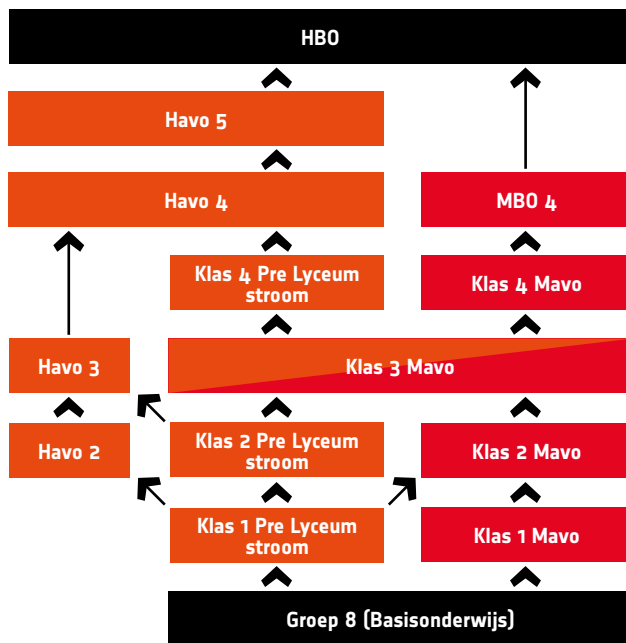 HBO
Havo 5
Havo 4
MBO 4
Klas 4 Pre Lyceum
stroom
Klas 4 Mavo
Havo 3
Klas 3 Mavo
Havo 2
Klas 2 Pre Lyceum
stroom
Klas 2 Mavo
Klas 1 Pre Lyceum
stroom
Klas 1 Mavo
Groep 8 (Basisonderwijs)